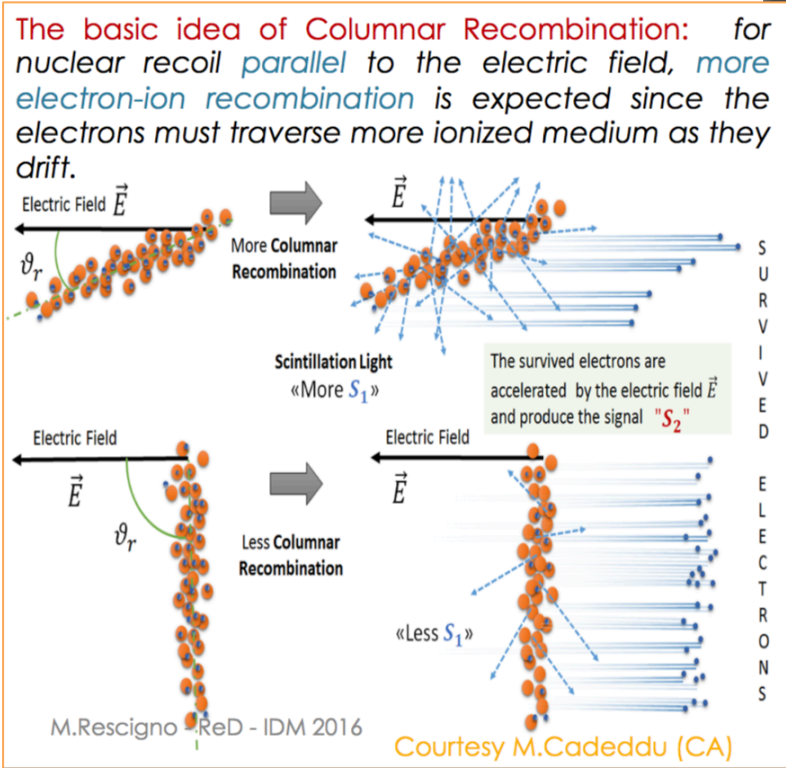 The basic idea of Columnar Recombination: for
nuclear recoil parallel to the electric field, more
electron-ion recombination is expected since the
electrons must traverse more ionized medium as they
drift.
Electric Field E⃗
ϑr
More Columnar
Recombination
E⃗
Scintillation Light
«More S1»
The survived electrons are
accelerated by the electric field E⃗
and produce the signal "S2"
Electric Field
E⃗
ϑr
Less Columnar
Recombination
Electric Field
E⃗
«Less S1»
SURVIVED ELECTRONS
M.Rescigno - ReD - IDM 2016
Courtesy M.Cadeddu (CA)